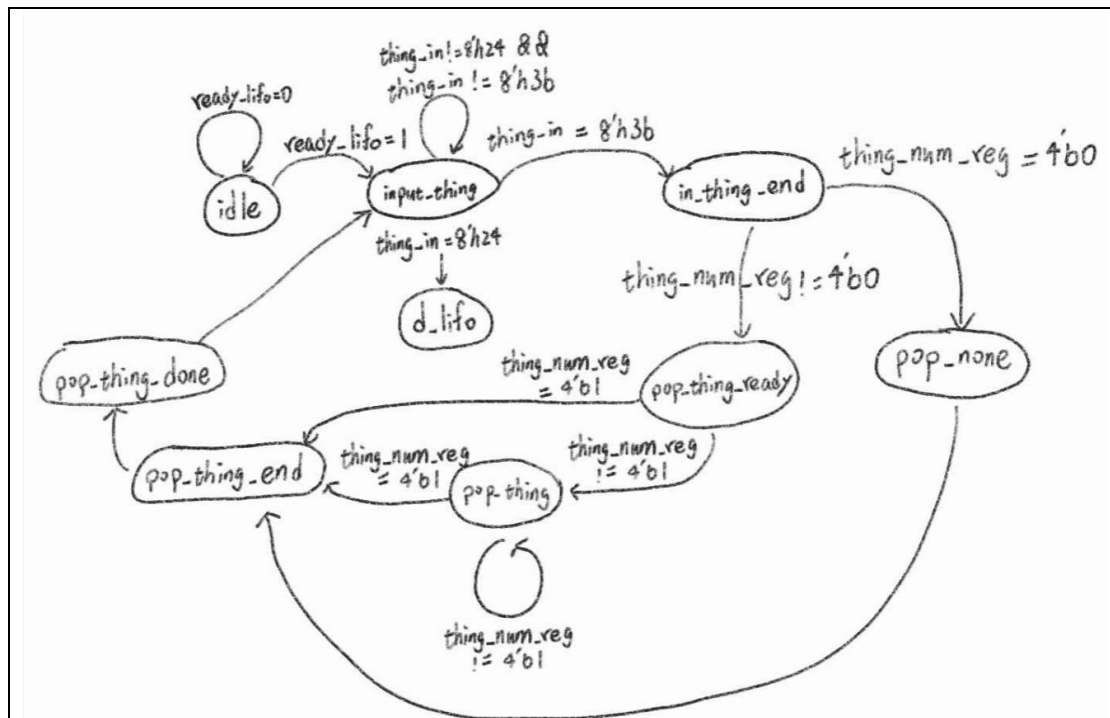 thing_in!=8'h24 &&
thing_in != 8'h3b
ready_lifo=0
ready_lifo=1
thing_in = 8'h3b
idle
input_thing
in_thing_end
thing_num_reg = 4'b0
thing_in = 8'h24
thing_num_reg != 4'b0
d_lifo
pop_none
pop_thing_done
thing_num_reg
= 4'b1
pop_thing_ready
pop_thing_end
thing_num_reg
= 4'b1
pop_thing
thing_num_reg
!= 4'b1
thing_num_reg
!= 4'b1